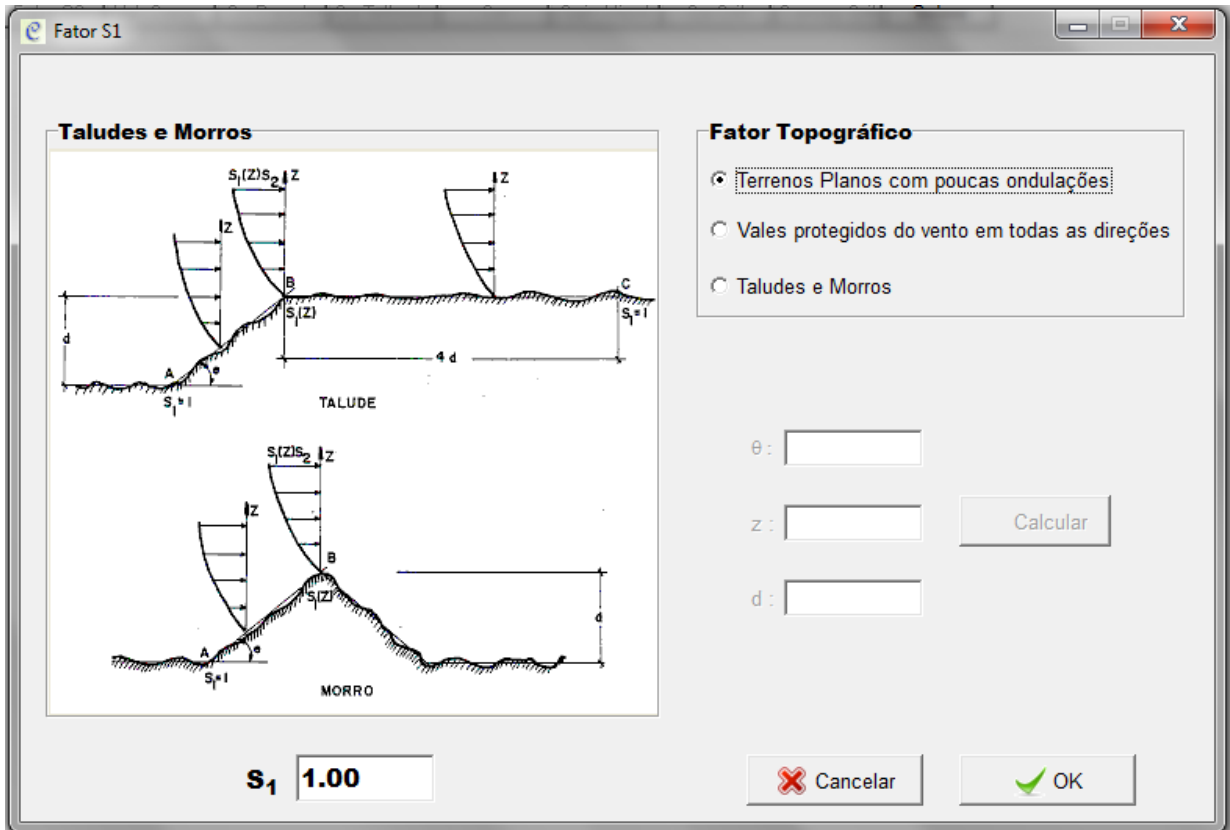 Fator S1
Taludes e Morros
S₁(Z)S₂
Z
Z
Z
B
C
S₁(Z)
S₁=1
d
4 d
A
θ
S₁=1
TALUDE
S₁(Z)S₂
Z
Z
B
S₁(Z)
d
A
θ
S₁=1
MORRO
Fator Topográfico
Terrenos Planos com poucas ondulações
Vales protegidos do vento em todas as direções
Taludes e Morros
θ :
z :
Calcular
d :
S₁ 1.00
Cancelar
OK